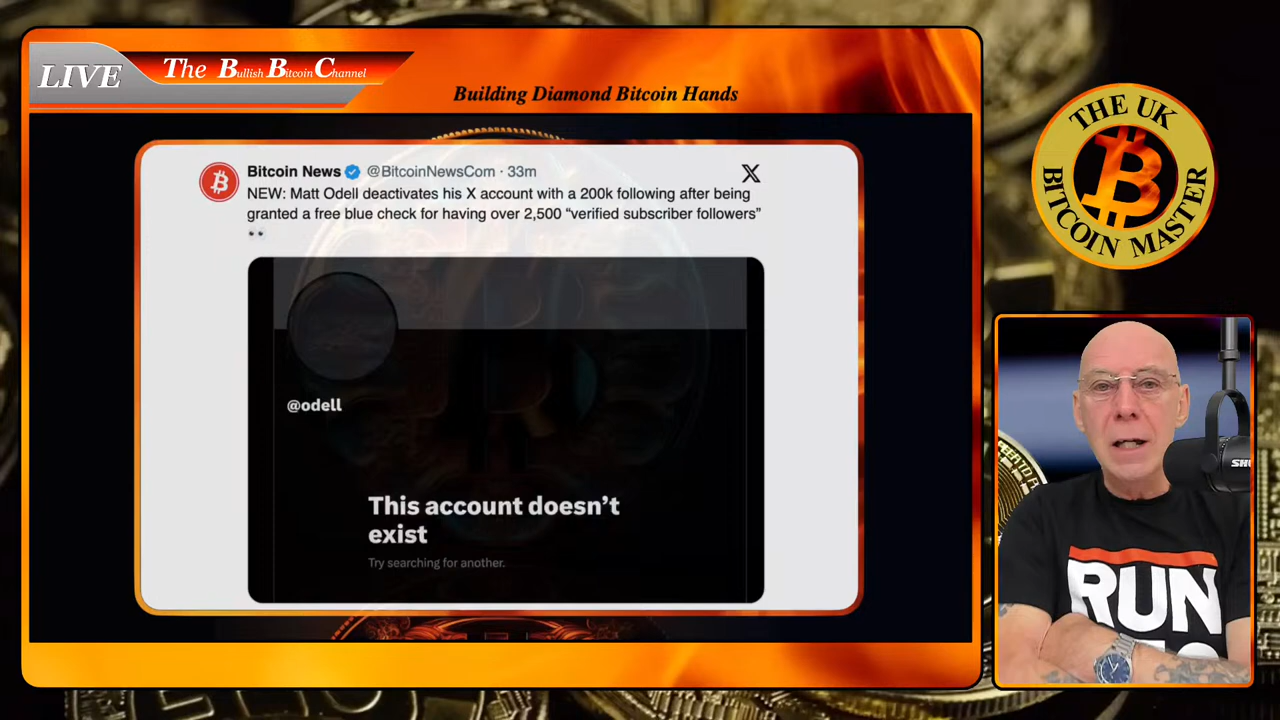 LIVE
The Bullish Bitcoin Channel
Building Diamond Bitcoin Hands
Bitcoin News @BitcoinNewsCom · 33m
NEW: Matt Odell deactivates his X account with a 200k following after being
granted a free blue check for having over 2,500 “verified subscriber followers”
@odell
This account doesn’t
exist
Try searching for another.
THE UK
BITCOIN MASTER
SHU
RUN